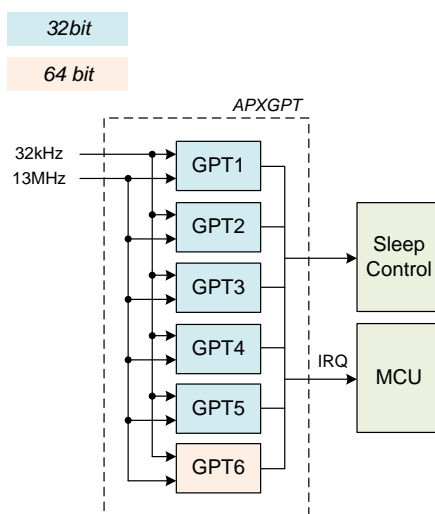 32bit
64 bit
APXGPT
32kHz
13MHz
GPT1
GPT2
GPT3
GPT4
GPT5
GPT6
Sleep
Control
IRQ
MCU